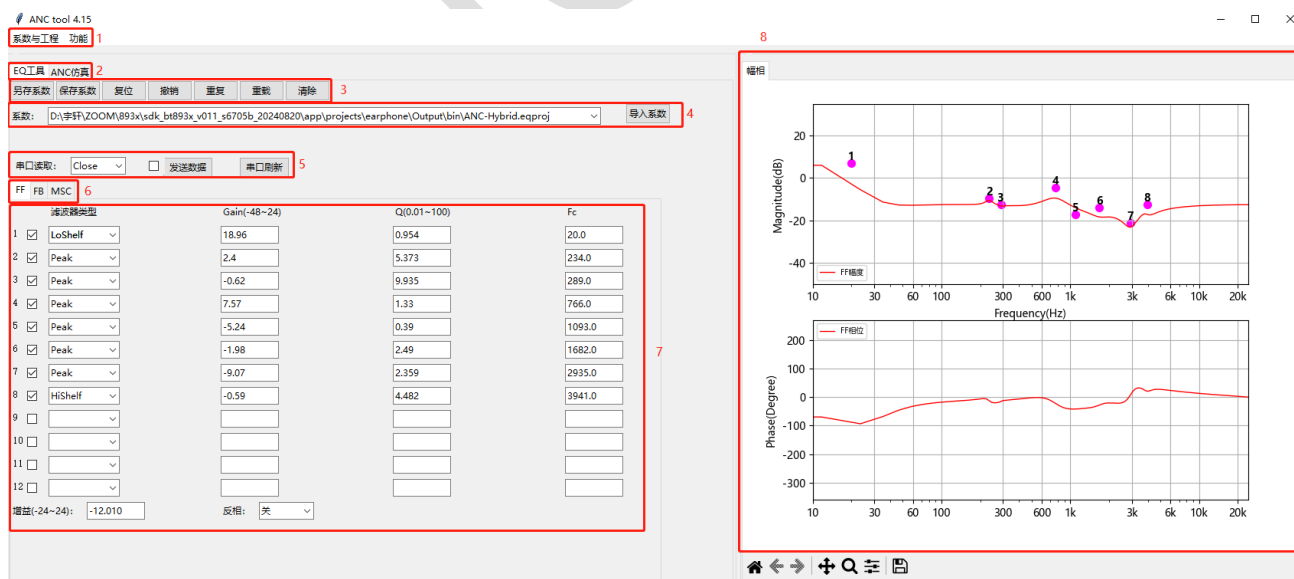 ANC tool 4.15
系数与工程 功能 1
8
EQ工具 ANC仿真 2
另存系数 保存系数 复位 撤销 重复 重载 清除 3
系数: D:\宇轩\ZOOM\893x\sdk_bt893x_v011_s6705b_20240820\app\projects\earphone\Output\bin\ANC-Hybrid.eqproj 导入系数 4
串口读取: Close 发送数据 串口刷新 5
FF FB MSC 6
滤波器类型 Gain(-48~24) Q(0.01~100) Fc
1 LoShelf 18.96 0.954 20.0
2 Peak 2.4 5.373 234.0
3 Peak -0.62 9.935 289.0
4 Peak 7.57 1.33 766.0
5 Peak -5.24 0.39 1093.0
6 Peak -1.98 2.49 1682.0
7 Peak -9.07 2.359 2935.0
8 HiShelf -0.59 4.482 3941.0
9
10
11
12
7
增益(-24~24): -12.010 反相: 关
幅相
Magnitude(dB)
20
0
-20
-40
1 2 3 4 5 6 7 8
FF幅度
10 30 60 100 300 600 1k 3k 6k 10k 20k
Frequency(Hz)
Phase(Degree)
200
100
0
-100
-200
-300
FF相位
10 30 60 100 300 600 1k 3k 6k 10k 20k